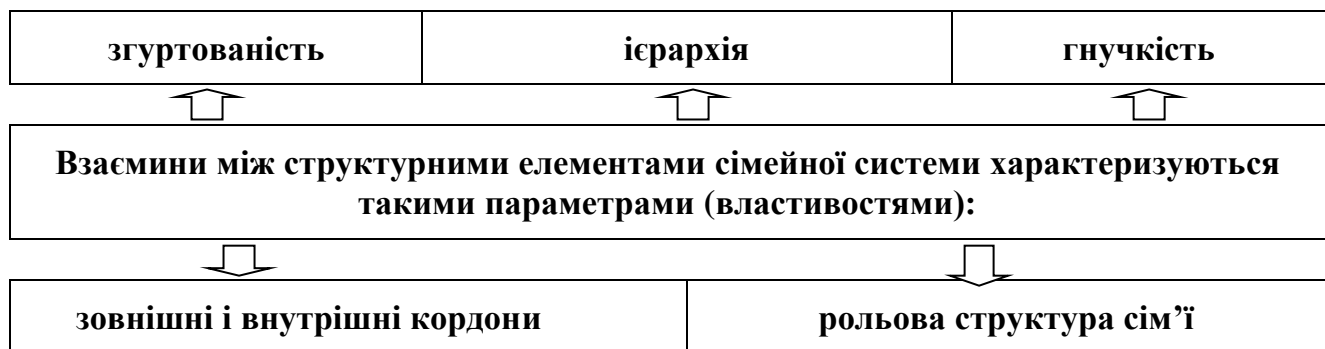 згуртованість ієрархія гнучкість
Взаємини між структурними елементами сімейної системи характеризуються
такими параметрами (властивостями):
зовнішні і внутрішні кордони рольова структура сім’ї